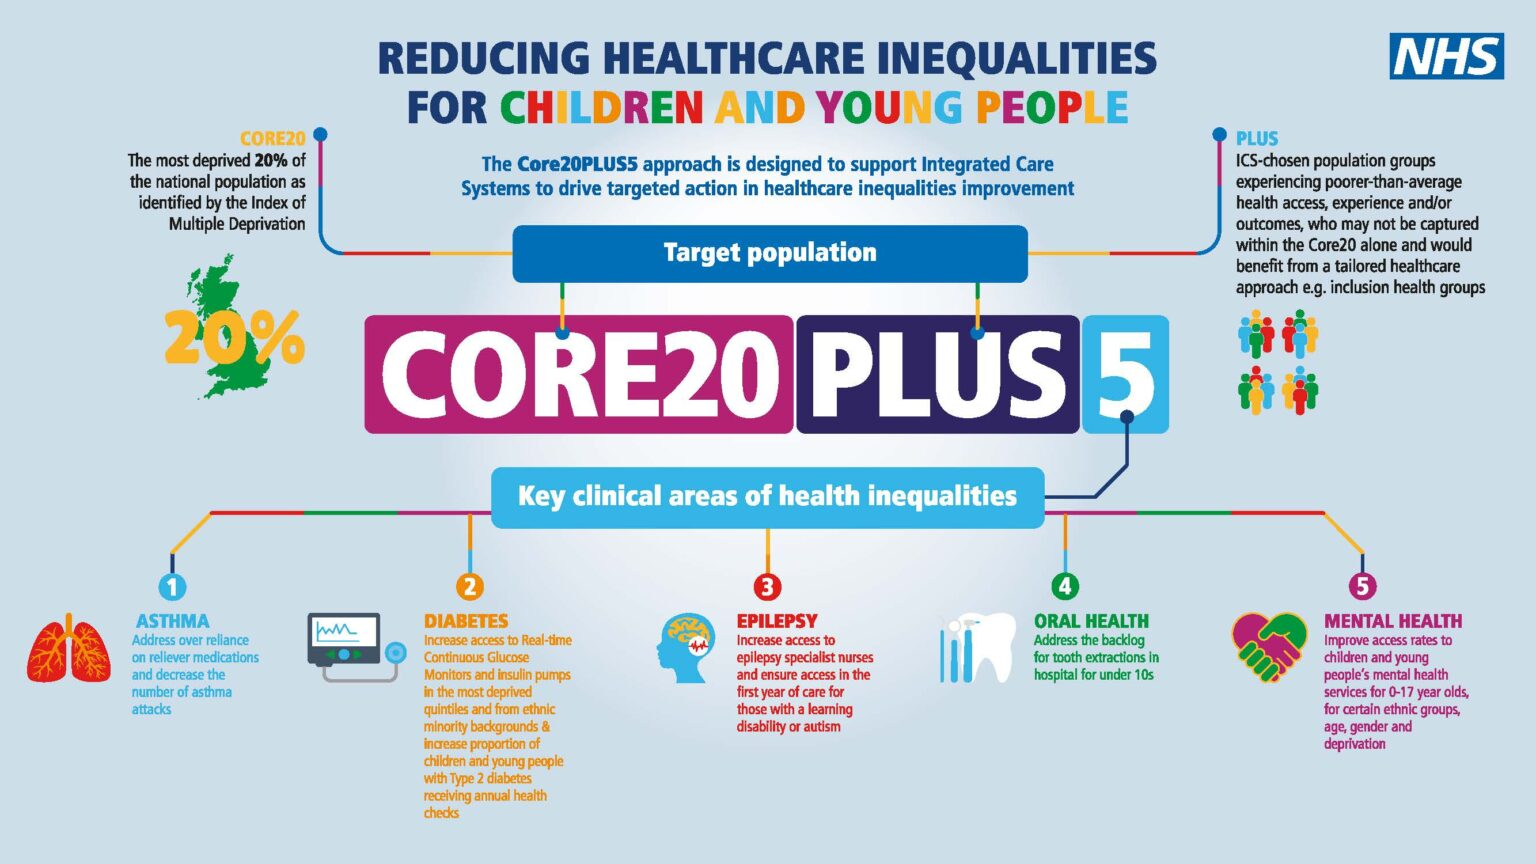 REDUCING HEALTHCARE INEQUALITIES
FOR CHILDREN AND YOUNG PEOPLE
NHS
The Core20PLUS5 approach is designed to support Integrated Care
Systems to drive targeted action in healthcare inequalities improvement
CORE20
The most deprived 20% of
the national population as
identified by the Index of
Multiple Deprivation
20%
Target population
PLUS
ICS-chosen population groups
experiencing poorer-than-average
health access, experience and/or
outcomes, who may not be captured
within the Core20 alone and would
benefit from a tailored healthcare
approach e.g. inclusion health groups
CORE20 PLUS 5
Key clinical areas of health inequalities
1
ASTHMA
Address over reliance
on reliever medications
and decrease the
number of asthma
attacks
2
DIABETES
Increase access to Real-time
Continuous Glucose
Monitors and insulin pumps
in the most deprived
quintiles and from ethnic
minority backgrounds &
increase proportion of
children and young people
with Type 2 diabetes
receiving annual health
checks
3
EPILEPSY
Increase access to
epilepsy specialist nurses
and ensure access in the
first year of care for
those with a learning
disability or autism
4
ORAL HEALTH
Address the backlog
for tooth extractions in
hospital for under 10s
5
MENTAL HEALTH
Improve access rates to
children and young
people's mental health
services for 0-17 year olds,
for certain ethnic groups,
age, gender and
deprivation